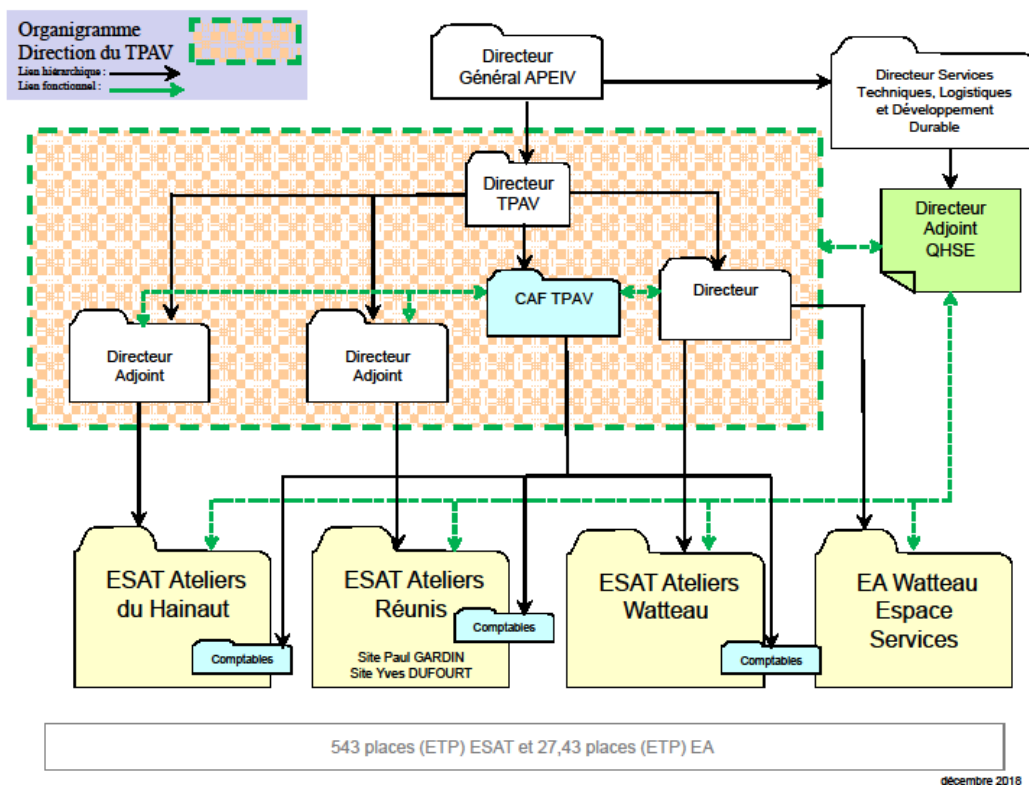 Organigramme
Direction du TPAV
Lien hiérarchique :
Lien fonctionnel :
Directeur
Général APEIV
Directeur Services
Techniques, Logistiques
et Développement
Durable
Directeur
TPAV
Directeur
Adjoint
QHSE
CAF TPAV
Directeur
Directeur
Adjoint
Directeur
Adjoint
ESAT Ateliers
du Hainaut
Comptables
ESAT Ateliers
Réunis
Comptables
Site Paul GARDIN
Site Yves DUFOURT
ESAT Ateliers
Watteau
Comptables
EA Watteau
Espace
Services
543 places (ETP) ESAT et 27,43 places (ETP) EA
décembre 2018